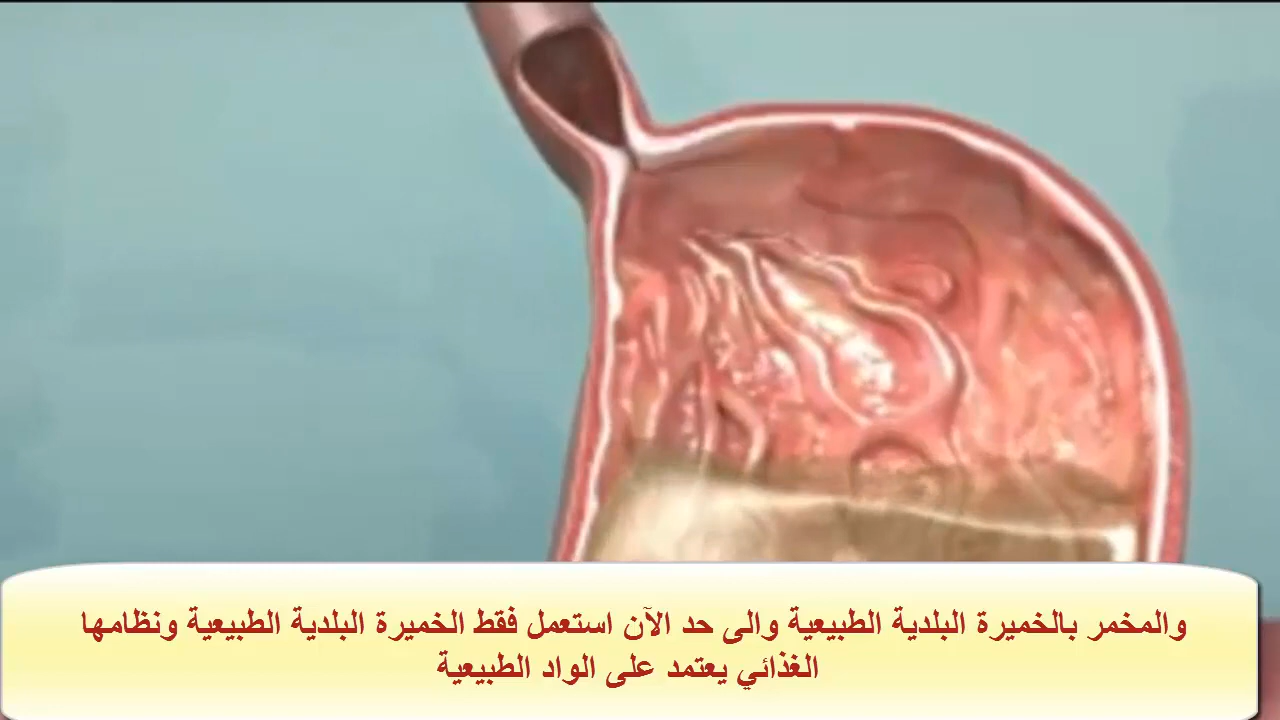 والمخمر بالخميرة البلدية الطبيعية والى حد الآن استعمل فقط الخميرة البلدية الطبيعية ونظامها
الغذائي يعتمد على الواد الطبيعية